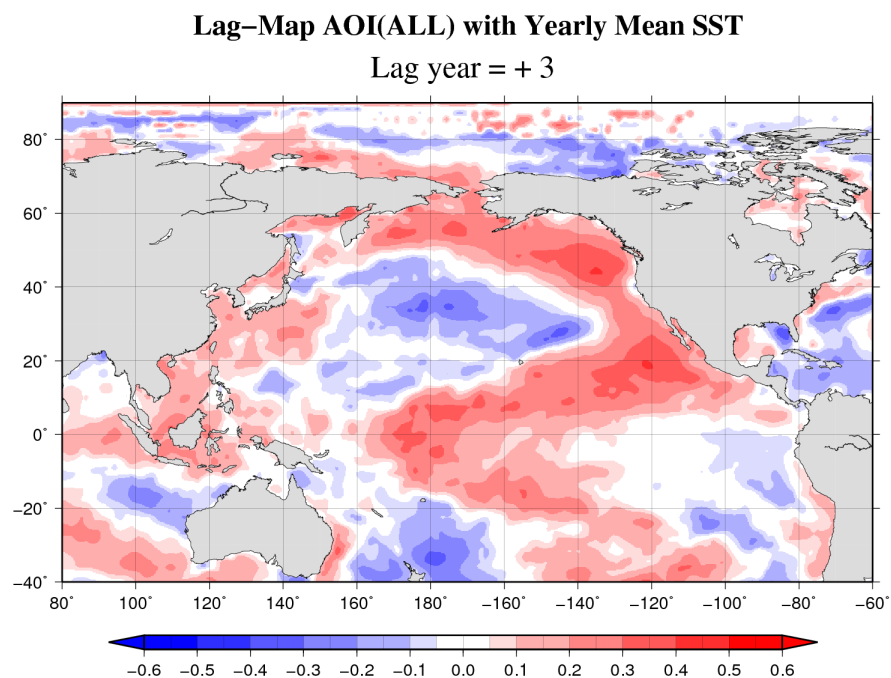 Lag−Map AOI(ALL) with Yearly Mean SST
Lag year = + 3
80˚
60˚
40˚
20˚
0˚
−20˚
−40˚
80 100 120 140 160 180 −160˚ −140˚ −120˚ −100˚ −80˚ −60˚
−0.6 −0.5 −0.4 −0.3 −0.2 −0.1 0.0 0.1 0.2 0.3 0.4 0.5 0.6